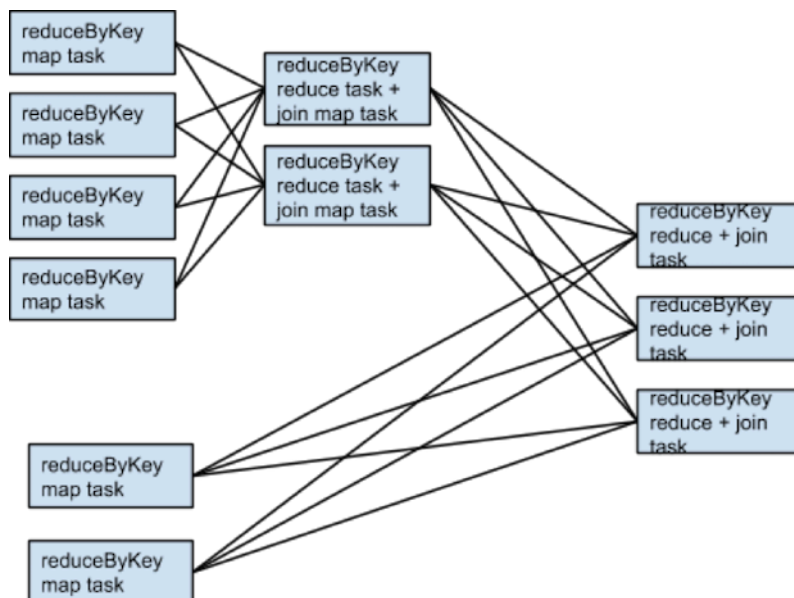 reduceByKey
map task
reduceByKey
map task
reduceByKey
map task
reduceByKey
map task
reduceByKey
reduce task +
join map task
reduceByKey
reduce task +
join map task
reduceByKey
reduce + join
task
reduceByKey
reduce + join
task
reduceByKey
reduce + join
task
reduceByKey
map task
reduceByKey
map task